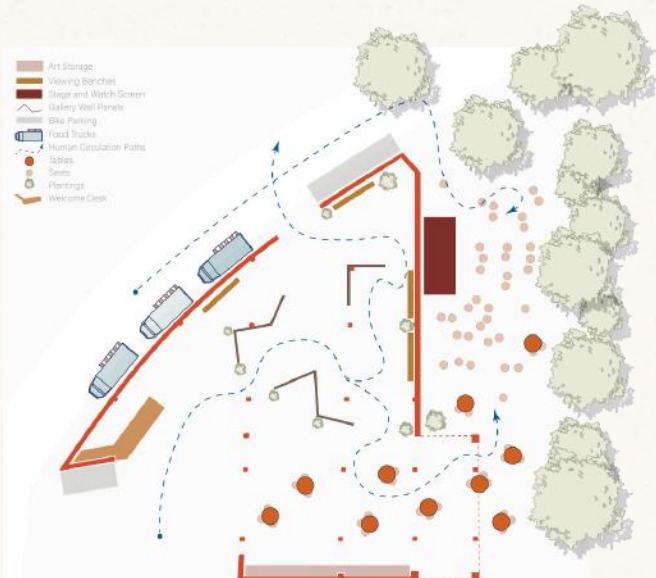 Art Storage
Viewing Benches
Stage and Watch Screen
Gallery Wall Panels
Bike Parking
Food Trucks
Human Circulation Paths
Tables
Seats
Plantings
Welcome Desk